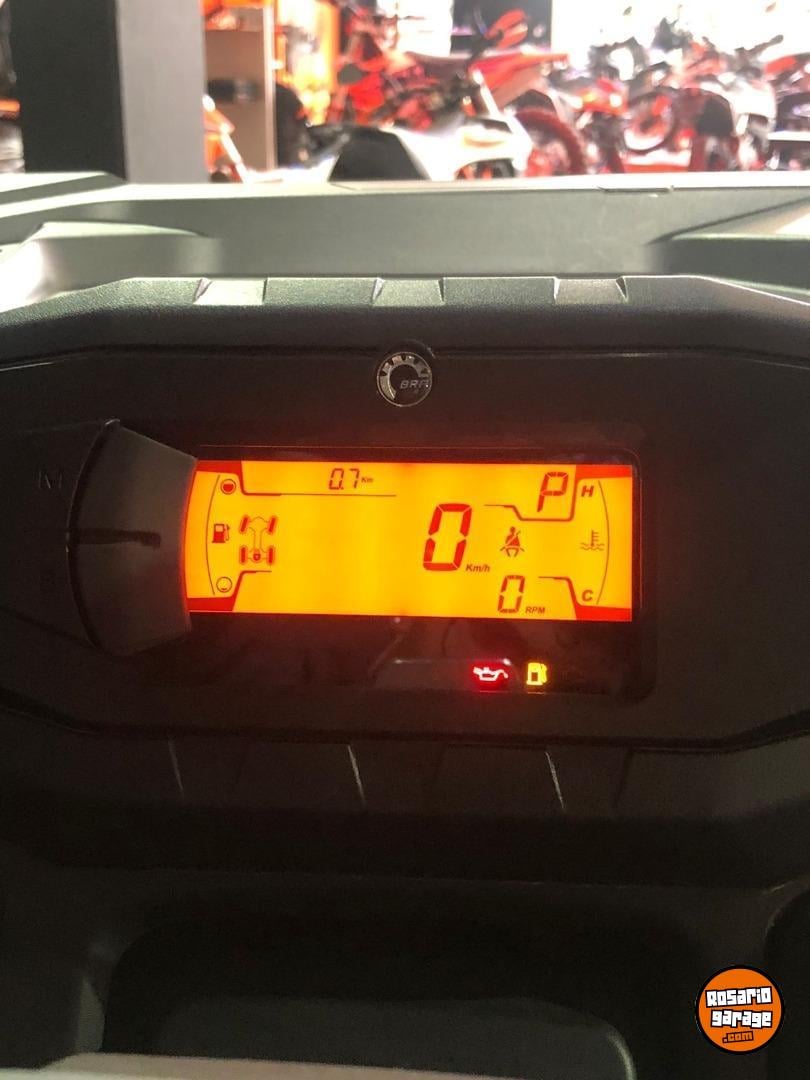 BRP
M
0.7 Km
P
H
0
Km/h
0 RPM
C
Rosario
garage
.com